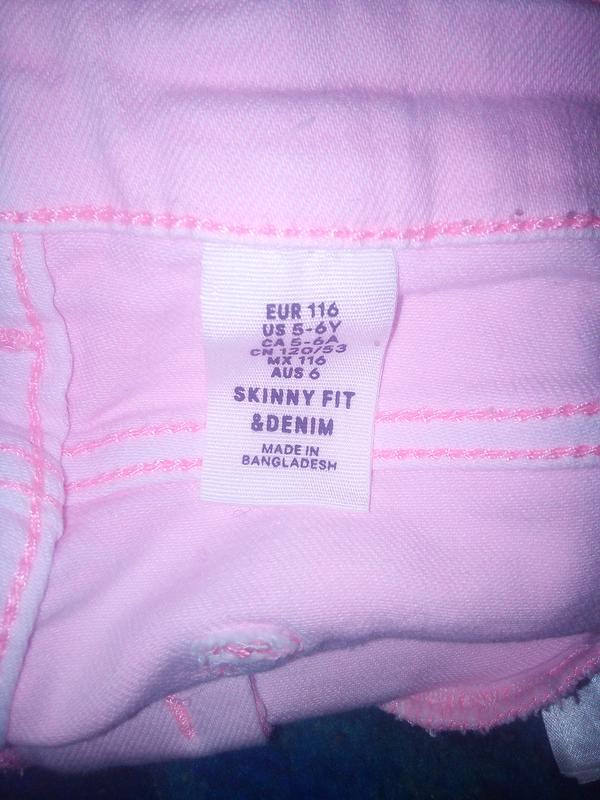 EUR 116
US 5-6Y
CA 5-6A
CN 120/53
MX 116
AUS 6
SKINNY FIT
&DENIM
MADE IN
BANGLADESH